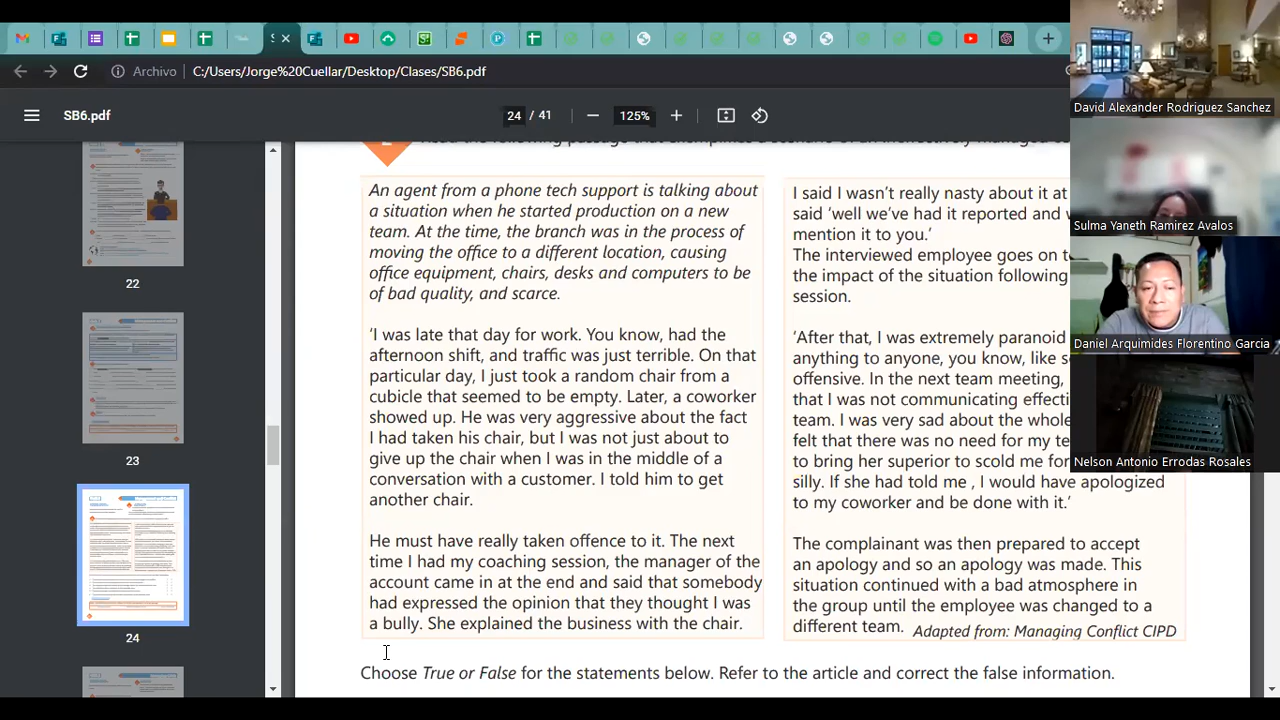 Archivo
C:/Users/Jorge%20Cuellar/Desktop/Clases/SB6.pdf
SB6.pdf
24 / 41
125%
22
23
24
An agent from a phone tech support is talking about
a situation when he started production on a new
team. At the time, the branch was in the process of
moving the office to a different location, causing
office equipment, chairs, desks and computers to be
of bad quality, and scarce.
‘I was late that day for work. You know, had the
afternoon shift, and traffic was just terrible. On that
particular day, I just took a random chair from a
cubicle that seemed to be empty. Later, a coworker
showed up. He was very aggressive about the fact
I had taken his chair, but I was not just about to
give up the chair when I was in the middle of a
conversation with a customer. I told him to get
another chair.
He must have really taken offence to it. The next
time I had my coaching session, the manager of the
account came in at the end and said that somebody
had expressed the opinion that they thought I was
a bully. She explained the business with the chair.
I said I wasn’t really nasty about it at
said ‘well we’ve had it reported and
mention it to you.’
The interviewed employee goes on
the impact of the situation following
session.
‘After that, I was extremely paranoid
anything to anyone, you know, like
offensive. In the next team meeting,
that I was not communicating
team. I was very sad about the whole
felt that there was no need for my
to bring her superior to scold me for
silly. If she had told me , I would have apologized
to my coworker and be done with it.’
The complainant was then prepared to accept
an apology and so an apology was made. This
situation continued with a bad atmosphere in
the group until the employee was changed to a
different team. Adapted from: Managing Conflict CIPD
Choose True or False for the statements below. Refer to the article and correct the false information.
David Alexander Rodriguez Sanchez
Sulma Yaneth Ramirez Avalos
Daniel Arquimides Florentino Garcia
Nelson Antonio Errodas Rosales